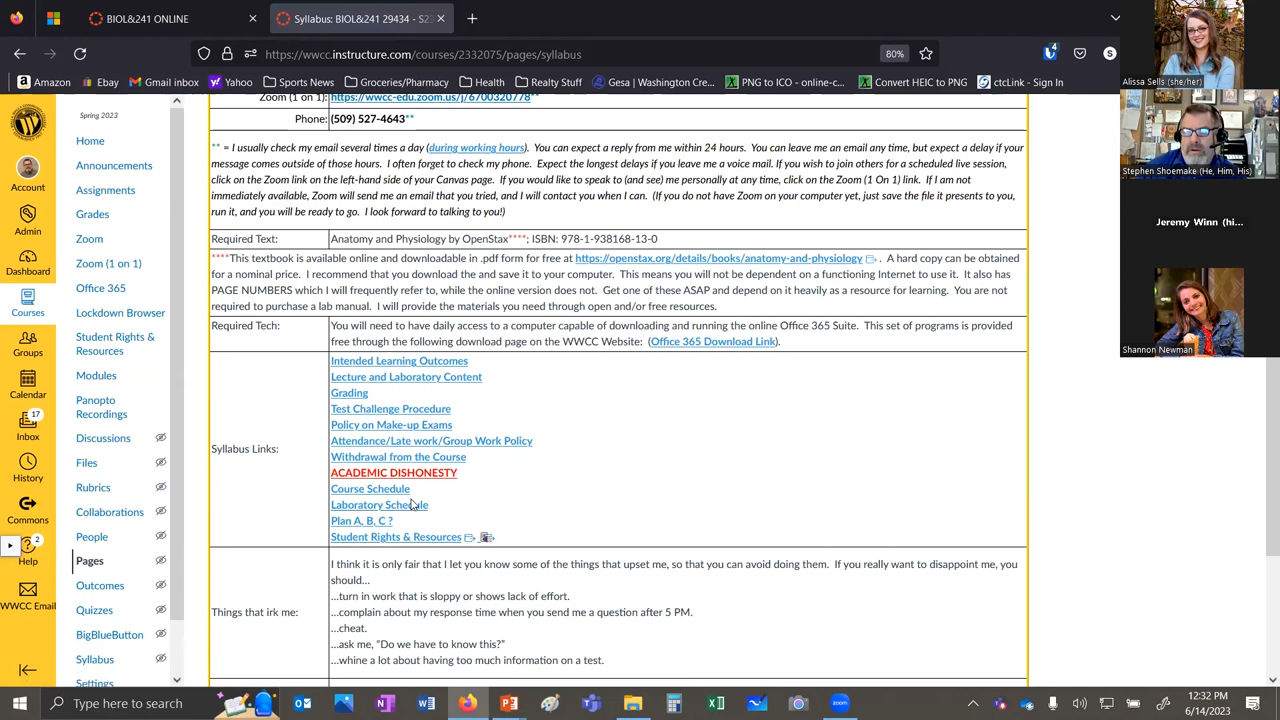 BIOL&241 ONLINE
Syllabus: BIOL&241 29434 - S23
https://wwcc.instructure.com/courses/2332075/pages/syllabus
80%
Amazon
Ebay
Gmail inbox
Yahoo
Sports News
Groceries/Pharmacy
Health
Realty Stuff
Gesa | Washington Cre...
PNG to ICO - online-c...
Convert HEIC to PNG
ctcLink - Sign In
Alissa Sells (she/her)
Stephen Shoemake (He, Him, His)
Jeremy Winn (hi...
Shannon Newman
Account
Admin
Dashboard
Courses
Groups
Calendar
17
Inbox
History
Commons
2
Help
WWCC Email
Spring 2023
Home
Announcements
Assignments
Grades
Zoom
Zoom (1 on 1)
Office 365
Lockdown Browser
Student Rights &
Resources
Modules
Panopto
Recordings
Discussions
Files
Rubrics
Collaborations
People
Pages
Outcomes
Quizzes
BigBlueButton
Syllabus
Settings
Zoom (1 on 1): https://wwcc-edu.zoom.us/j/6700320778**
Phone: (509) 527-4643**
** = I usually check my email several times a day (during working hours). You can expect a reply from me within 24 hours. You can leave me an email any time, but expect a delay if your
message comes outside of those hours. I often forget to check my phone. Expect the longest delays if you leave me a voice mail. If you wish to join others for a scheduled live session,
click on the Zoom link on the left-hand side of your Canvas page. If you would like to speak to (and see) me personally at any time, click on the Zoom (1 On 1) link. If I am not
immediately available, Zoom will send me an email that you tried, and I will contact you when I can. (If you do not have Zoom on your computer yet, just save the file it presents to you,
run it, and you will be ready to go. I look forward to talking to you!)
Required Text: Anatomy and Physiology by OpenStax****; ISBN: 978-1-938168-13-0
****This textbook is available online and downloadable in .pdf form for free at https://openstax.org/details/books/anatomy-and-physiology . A hard copy can be obtained
for a nominal price. I recommend that you download the and save it to your computer. This means you will not be dependent on a functioning Internet to use it. It also has
PAGE NUMBERS which I will frequently refer to, while the online version does not. Get one of these ASAP and depend on it heavily as a resource for learning. You are not
required to purchase a lab manual. I will provide the materials you need through open and/or free resources.
Required Tech: You will need to have daily access to a computer capable of downloading and running the online Office 365 Suite. This set of programs is provided
free through the following download page on the WWCC Website: (Office 365 Download Link).
Syllabus Links:
Intended Learning Outcomes
Lecture and Laboratory Content
Grading
Test Challenge Procedure
Policy on Make-up Exams
Attendance/Late work/Group Work Policy
Withdrawal from the Course
ACADEMIC DISHONESTY
Course Schedule
Laboratory Schedule
Plan A, B, C ?
Student Rights & Resources
Things that irk me:
I think it is only fair that I let you know some of the things that upset me, so that you can avoid doing them. If you really want to disappoint me, you
should...
...turn in work that is sloppy or shows lack of effort.
...complain about my response time when you send me a question after 5 PM.
...cheat.
...ask me, "Do we have to know this?"
...whine a lot about having too much information on a test.
Type here to search
12:32 PM
6/14/2023